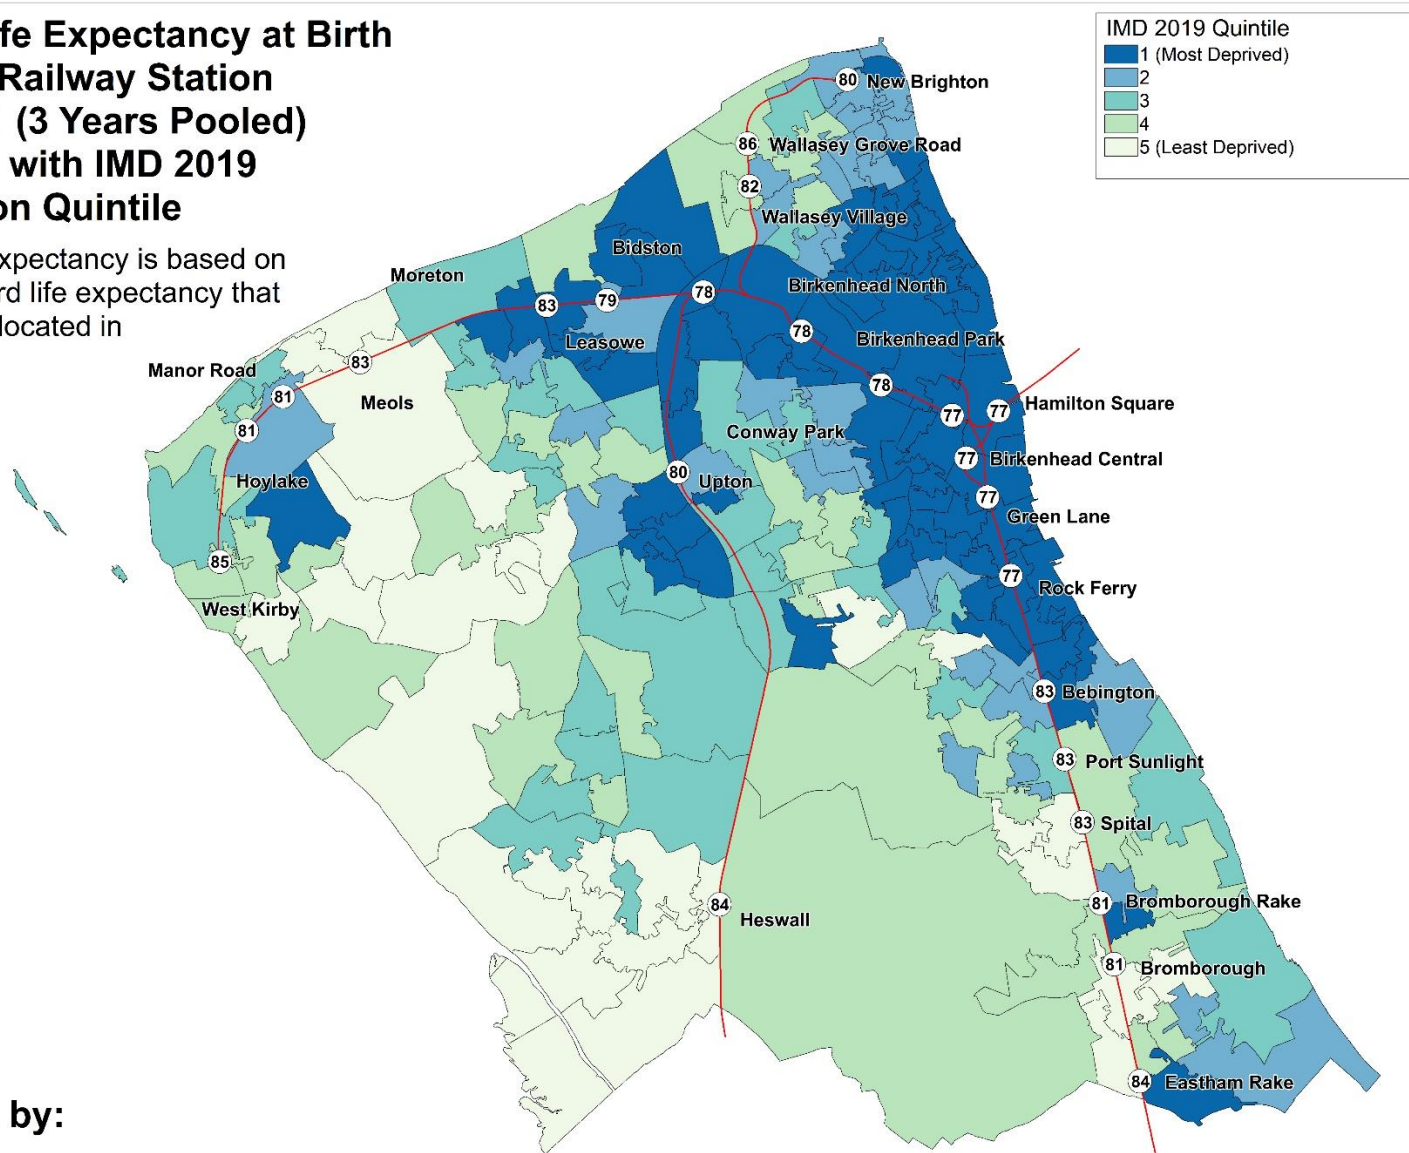 fe Expectancy at Birth
Railway Station
(3 Years Pooled)
with IMD 2019
on Quintile
xpectancy is based on
rd life expectancy that
located in
IMD 2019 Quintile
1 (Most Deprived)
2
3
4
5 (Least Deprived)
80 New Brighton
86 Wallasey Grove Road
82
Wallasey Village
Bidston
Moreton
Birkenhead North
78
83
79
78
Leasowe
Birkenhead Park
Manor Road
83
78
81
Meols
77
77
Hamilton Square
81
Conway Park
77
Birkenhead Central
80
Upton
Hoylake
77
Green Lane
85
77
Rock Ferry
West Kirby
83
Bebington
83
Port Sunlight
83
Spital
81
Bromborough Rake
84
Heswall
81
Bromborough
84
Eastham Rake
by: